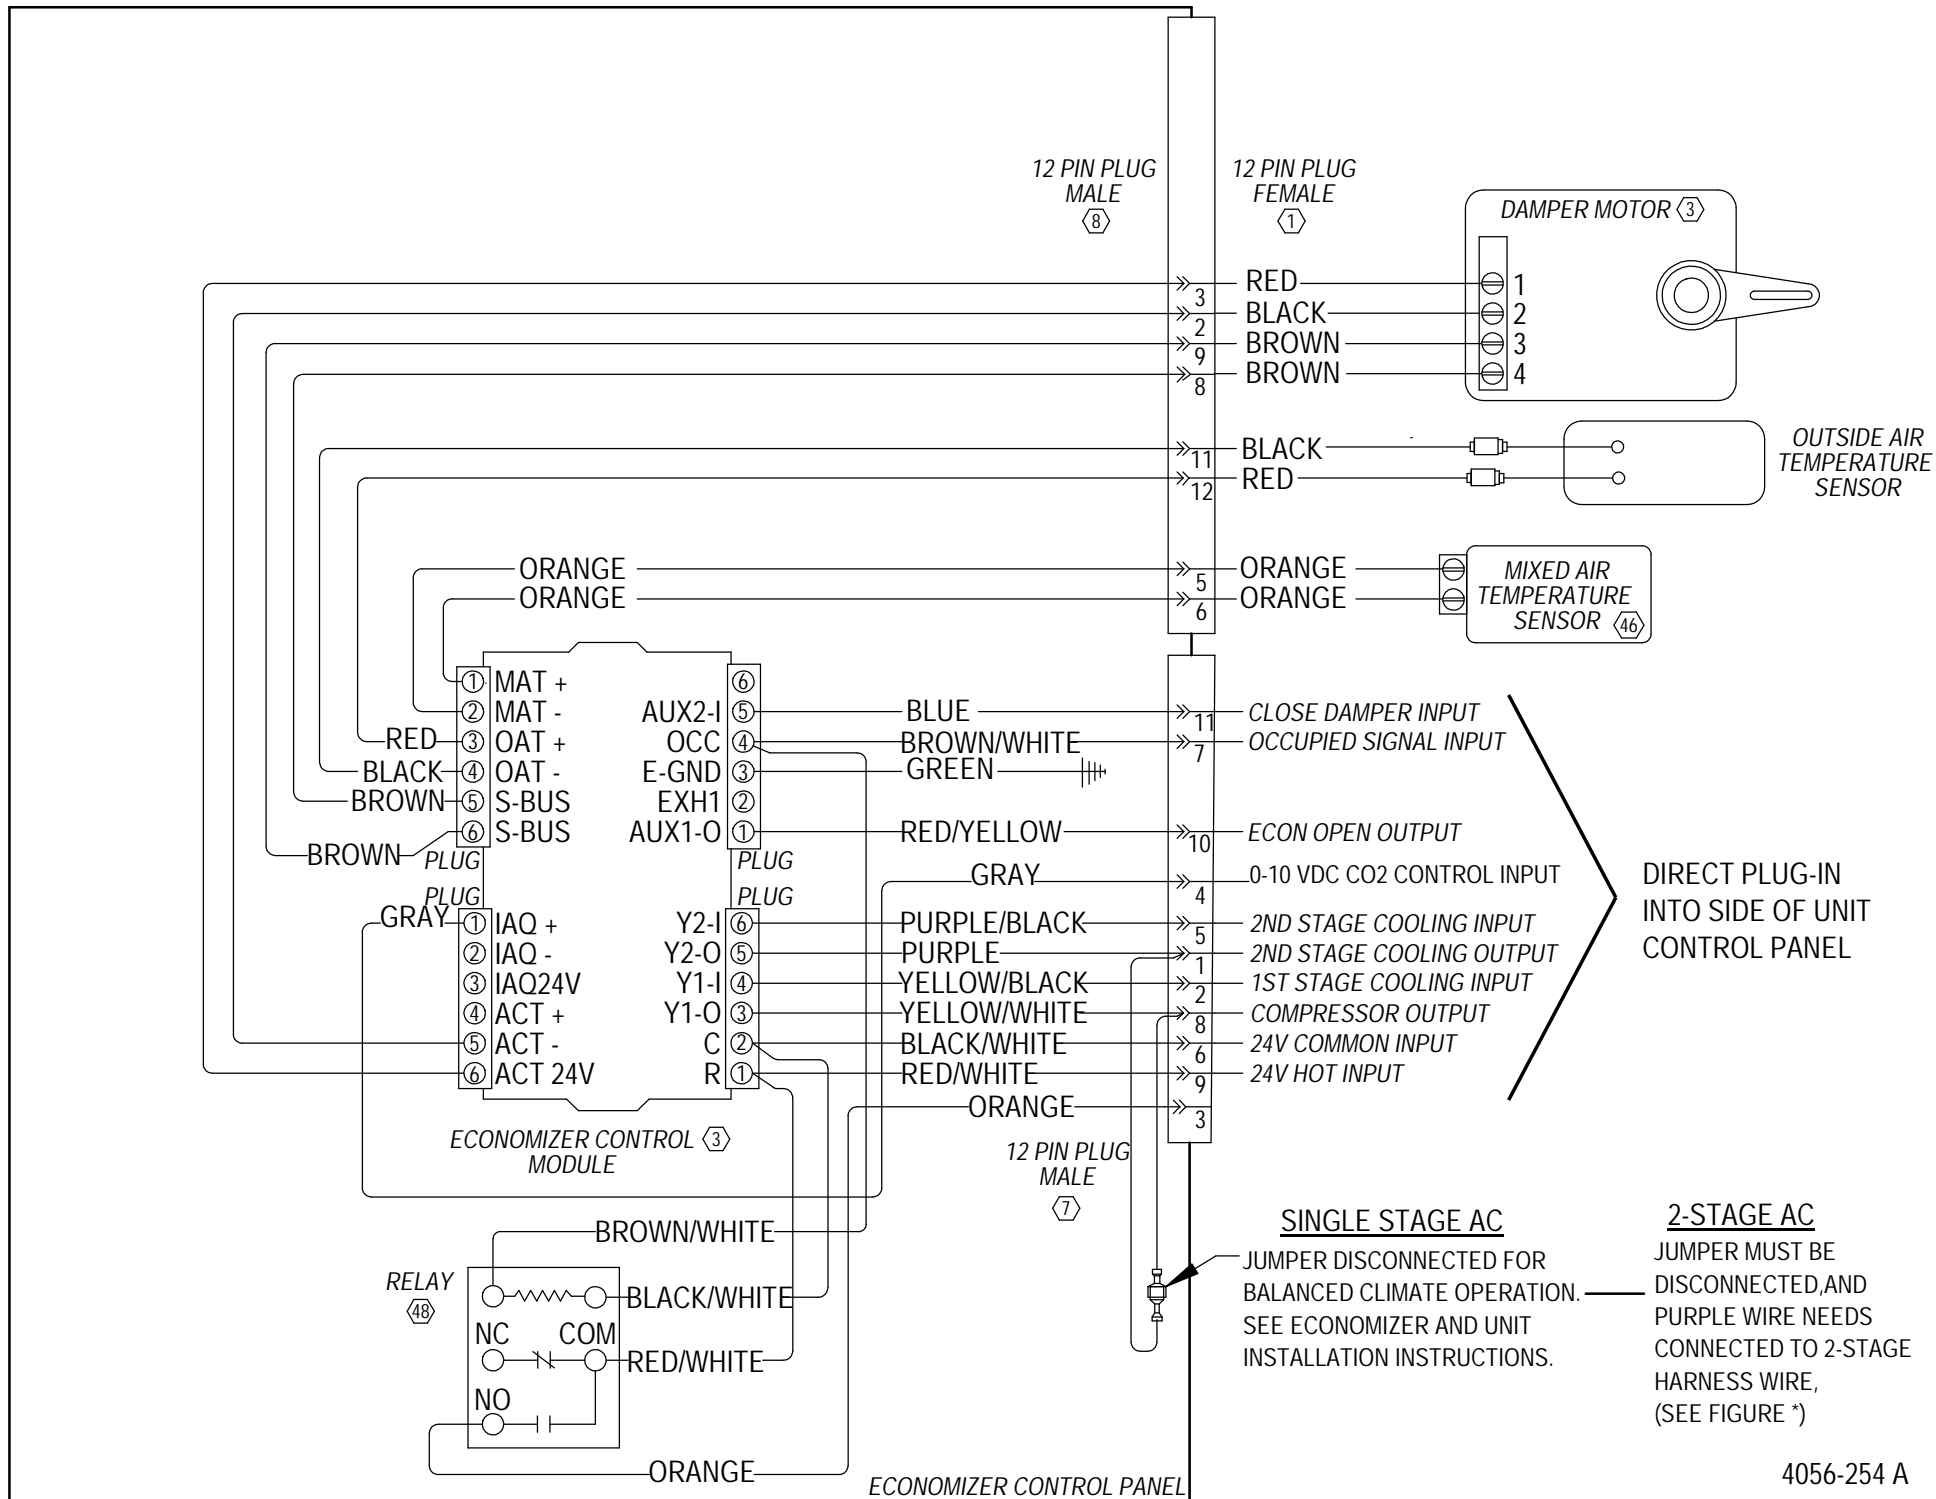 12 PIN PLUG
MALE
8
12 PIN PLUG
FEMALE
1
DAMPER MOTOR 3
3 RED 1
2 BLACK 2
9 BROWN 3
8 BROWN 4
11 BLACK
12 RED
OUTSIDE AIR
TEMPERATURE
SENSOR
ORANGE 5 ORANGE
ORANGE 6 ORANGE
MIXED AIR
TEMPERATURE
SENSOR 46
1 MAT +
2 MAT -
RED 3 OAT +
BLACK 4 OAT -
BROWN 5 S-BUS
BROWN 6 S-BUS
PLUG
6
AUX2-I 5 BLUE 11 CLOSE DAMPER INPUT
OCC 4 BROWN/WHITE 7 OCCUPIED SIGNAL INPUT
E-GND 3 GREEN
EXH1 2
AUX1-O 1 RED/YELLOW 10 ECON OPEN OUTPUT
PLUG
GRAY 4 0-10 VDC CO2 CONTROL INPUT
PLUG
GRAY 1 IAQ +
2 IAQ -
3 IAQ24V
4 ACT +
5 ACT -
6 ACT 24V
PLUG
Y2-I 6 PURPLE/BLACK 5 2ND STAGE COOLING INPUT
Y2-O 5 PURPLE 1 2ND STAGE COOLING OUTPUT
Y1-I 4 YELLOW/BLACK 2 1ST STAGE COOLING INPUT
Y1-O 3 YELLOW/WHITE 8 COMPRESSOR OUTPUT
C 2 BLACK/WHITE 6 24V COMMON INPUT
R 1 RED/WHITE 9 24V HOT INPUT
ORANGE 3
DIRECT PLUG-IN
INTO SIDE OF UNIT
CONTROL PANEL
ECONOMIZER CONTROL 3
MODULE
12 PIN PLUG
MALE
7
BROWN/WHITE
RELAY
48
BLACK/WHITE
NC COM
RED/WHITE
NO
ORANGE
SINGLE STAGE AC
JUMPER DISCONNECTED FOR
BALANCED CLIMATE OPERATION.
SEE ECONOMIZER AND UNIT
INSTALLATION INSTRUCTIONS.
2-STAGE AC
JUMPER MUST BE
DISCONNECTED,AND
PURPLE WIRE NEEDS
CONNECTED TO 2-STAGE
HARNESS WIRE,
(SEE FIGURE *)
ECONOMIZER CONTROL PANEL
4056-254 A